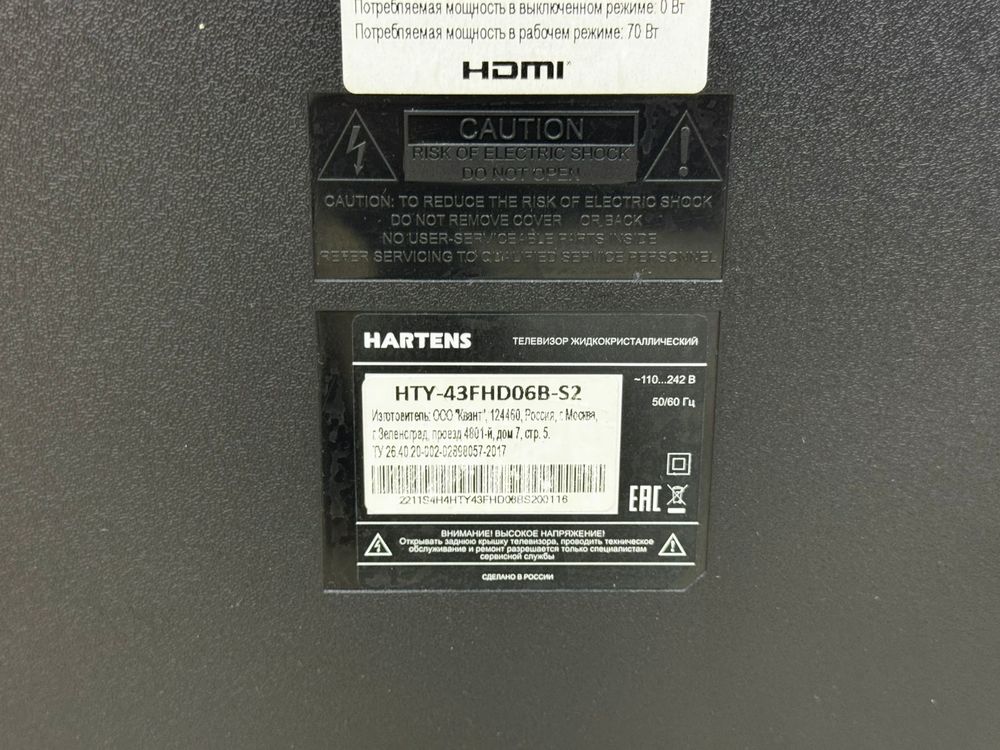 Потребляемая мощность в выключенном режиме: 0 Вт
Потребляемая мощность в рабочем режиме: 70 Вт
HDMI
CAUTION
RISK OF ELECTRIC SHOCK
DO NOT OPEN
CAUTION: TO REDUCE THE RISK OF ELECTRIC SHOCK
DO NOT REMOVE COVER OR BACK
NO USER-SERVICEABLE PARTS INSIDE
REFER SERVICING TO QUALIFIED SERVICE PERSONNEL
HARTENS ТЕЛЕВИЗОР ЖИДКОКРИСТАЛЛИЧЕСКИЙ
HTY-43FHD06B-S2
~110...242 В
50/60 Гц
Изготовитель: ООО "Квант", 124460, Россия, г. Москва,
г. Зеленоград, проезд 4801-й, дом 7, стр. 5.
ТУ 26.40.20-002-02898057-2017
2211S4H4HTY43FHD06BS200116
EAC
ВНИМАНИЕ! ВЫСОКОЕ НАПРЯЖЕНИЕ!
Открывать заднюю крышку телевизора, проводить техническое
обслуживание и ремонт разрешается только специалистам
сервисной службы
СДЕЛАНО В РОССИИ